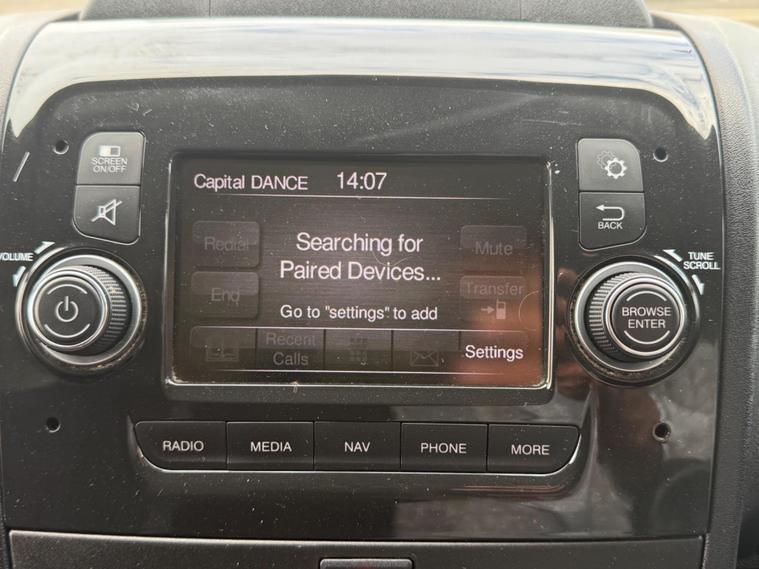 SCREEN
ON/OFF
Capital DANCE 14:07
BACK
VOLUME
TUNE
SCROLL
Redial
Searching for
Paired Devices...
Mute
End
Transfer
Go to "settings" to add
BROWSE
ENTER
Recent
Calls
Settings
RADIO
MEDIA
NAV
PHONE
MORE